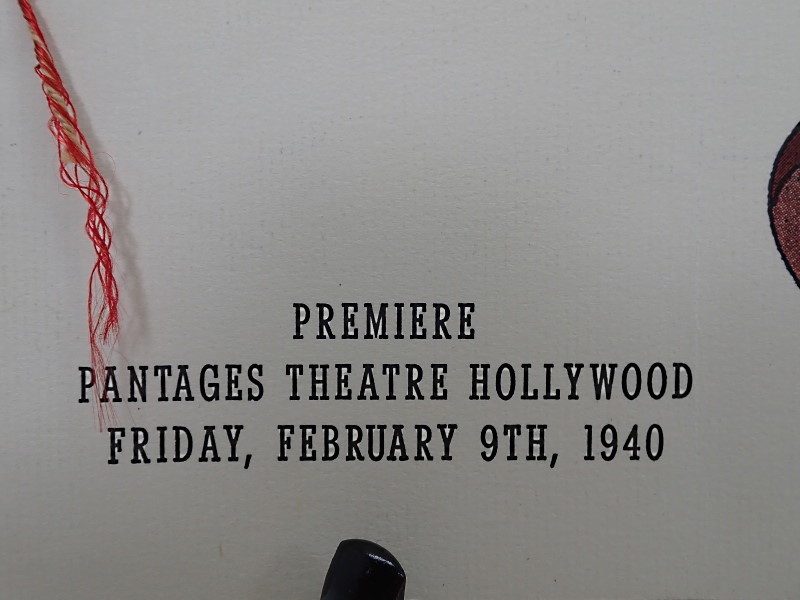 PREMIERE
PANTAGES THEATRE HOLLYWOOD
FRIDAY, FEBRUARY 9TH, 1940